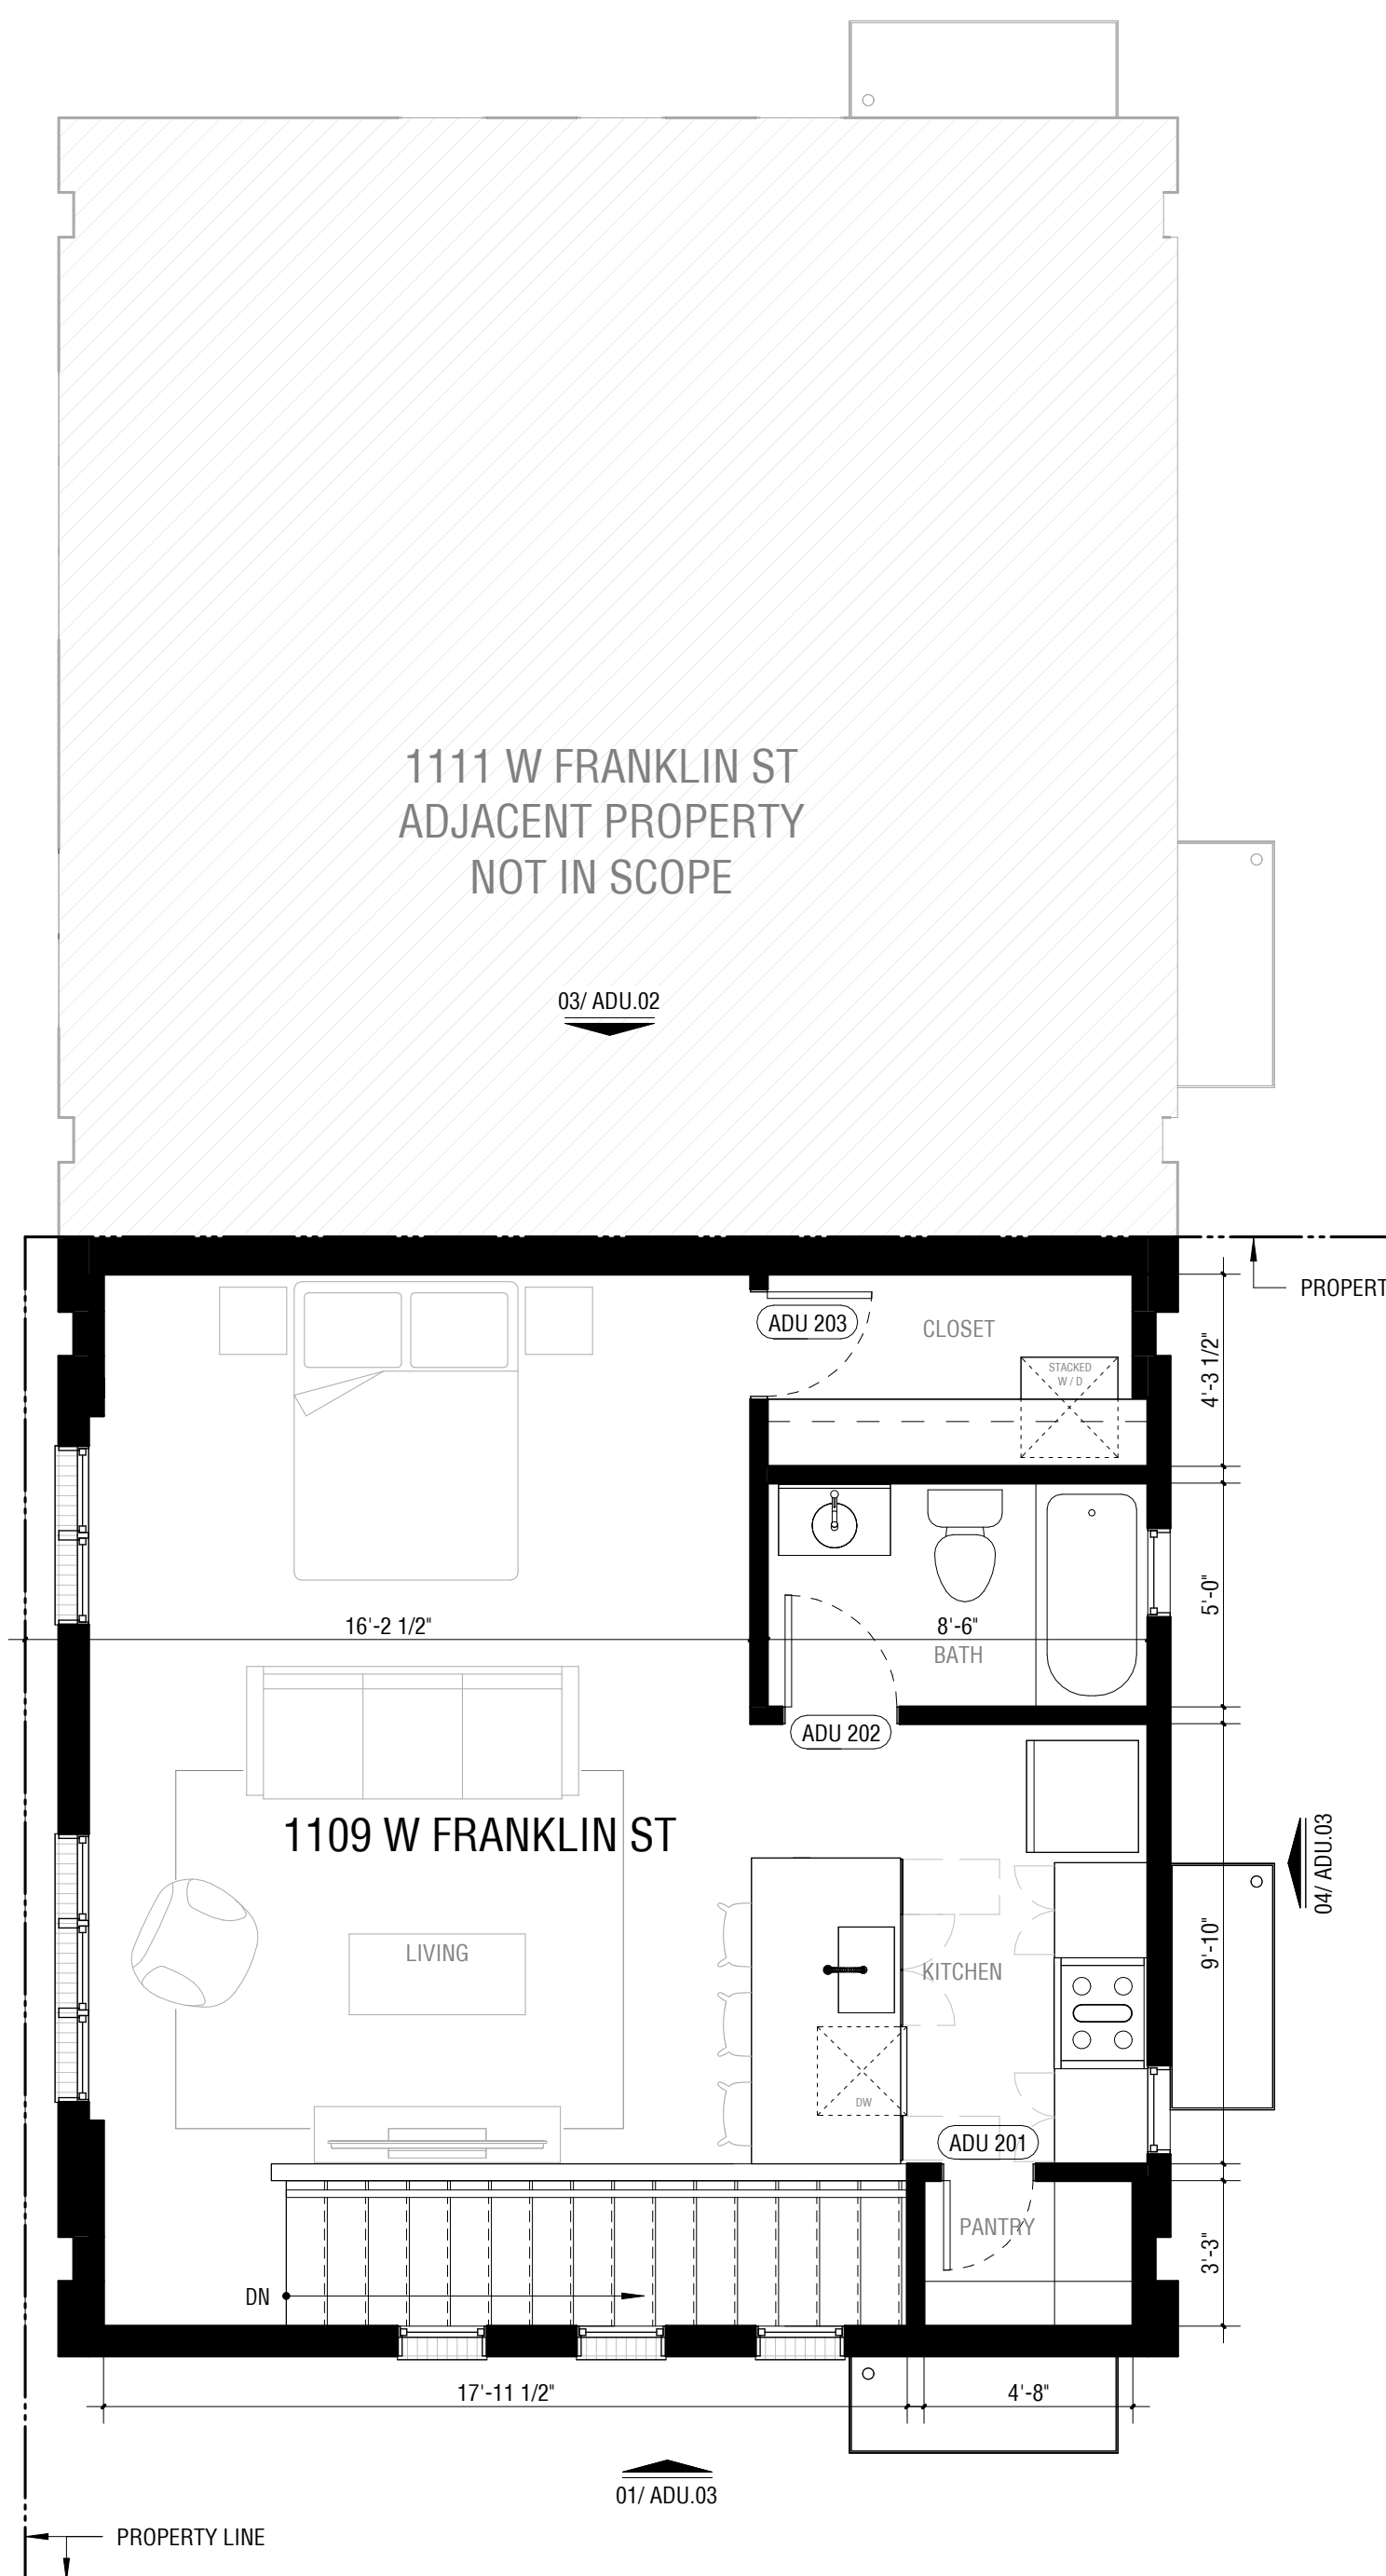 1111 W FRANKLIN ST
ADJACENT PROPERTY
NOT IN SCOPE
03/ ADU.02
PROPERT
ADU 203
CLOSET
STACKED
W / D
4'-3 1/2"
5'-0"
16'-2 1/2"
8'-6"
BATH
ADU 202
1109 W FRANKLIN ST
04/ ADU.03
9'-10"
LIVING
KITCHEN
DW
ADU 201
PANTRY
3'-3"
DN
17'-11 1/2"
4'-8"
01/ ADU.03
PROPERTY LINE